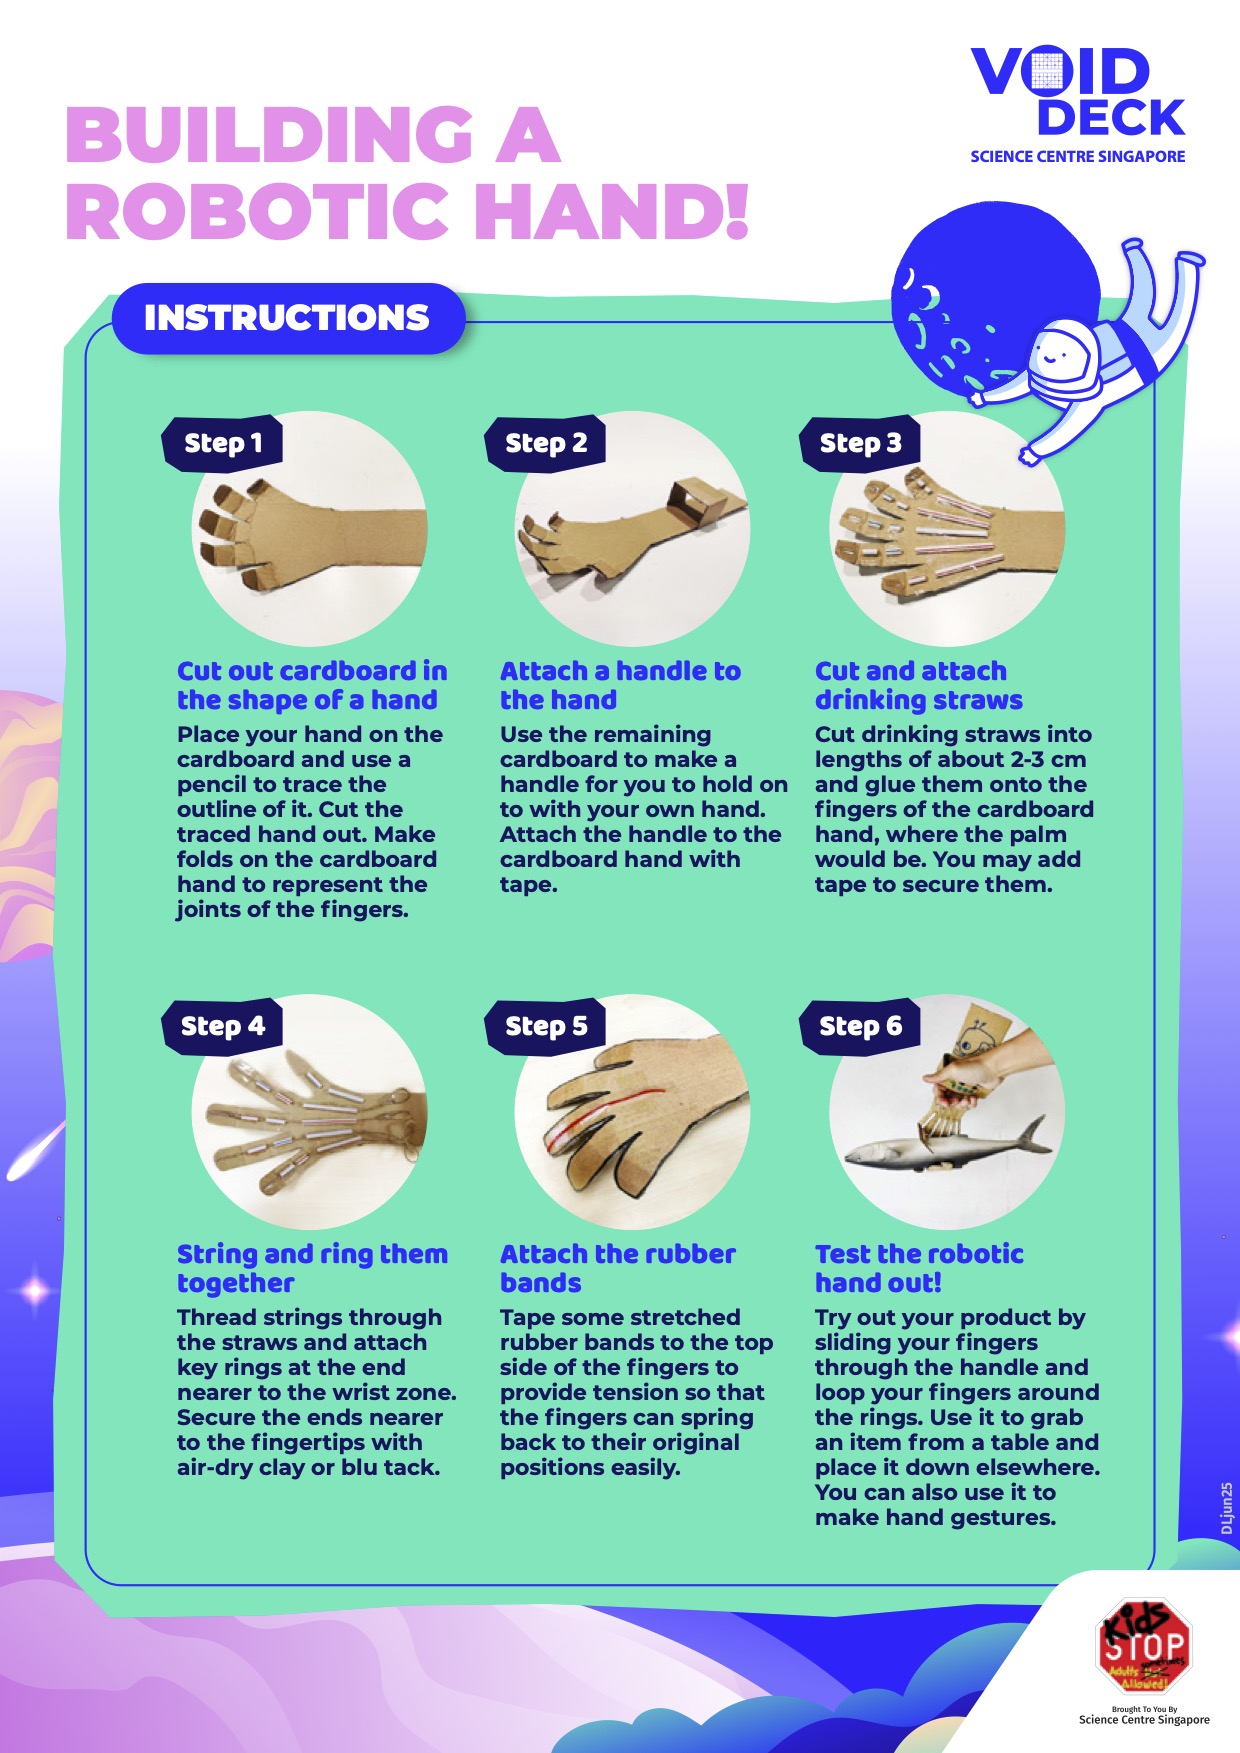 VOID
DECK
SCIENCE CENTRE SINGAPORE
BUILDING A
ROBOTIC HAND!
INSTRUCTIONS
Step 1
Cut out cardboard in
the shape of a hand
Place your hand on the
cardboard and use a
pencil to trace the
outline of it. Cut the
traced hand out. Make
folds on the cardboard
hand to represent the
joints of the fingers.
Step 2
Attach a handle to
the hand
Use the remaining
cardboard to make a
handle for you to hold on
to with your own hand.
Attach the handle to the
cardboard hand with
tape.
Step 3
Cut and attach
drinking straws
Cut drinking straws into
lengths of about 2-3 cm
and glue them onto the
fingers of the cardboard
hand, where the palm
would be. You may add
tape to secure them.
Step 4
String and ring them
together
Thread strings through
the straws and attach
key rings at the end
nearer to the wrist zone.
Secure the ends nearer
to the fingertips with
air-dry clay or blu tack.
Step 5
Attach the rubber
bands
Tape some stretched
rubber bands to the top
side of the fingers to
provide tension so that
the fingers can spring
back to their original
positions easily.
Step 6
Test the robotic
hand out!
Try out your product by
sliding your fingers
through the handle and
loop your fingers around
the rings. Use it to grab
an item from a table and
place it down elsewhere.
You can also use it to
make hand gestures.
DLjun25
Kids
STOP
sometimes
Adults
Allowed!
Brought To You By
Science Centre Singapore